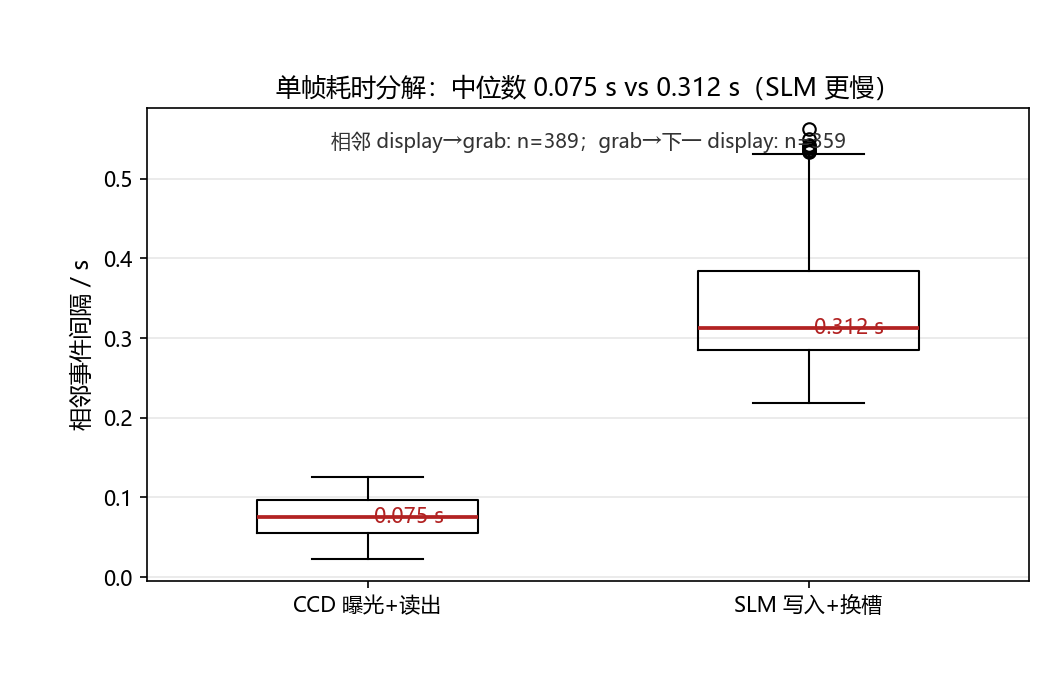 单帧耗时分解：中位数 0.075 s vs 0.312 s（SLM 更慢）
相邻 display→grab: n=389；grab→下一 display: n=359
相邻事件间隔 / s
0.5
0.4
0.3
0.2
0.1
0.0
0.312 s
0.075 s
CCD 曝光+读出
SLM 写入+换槽